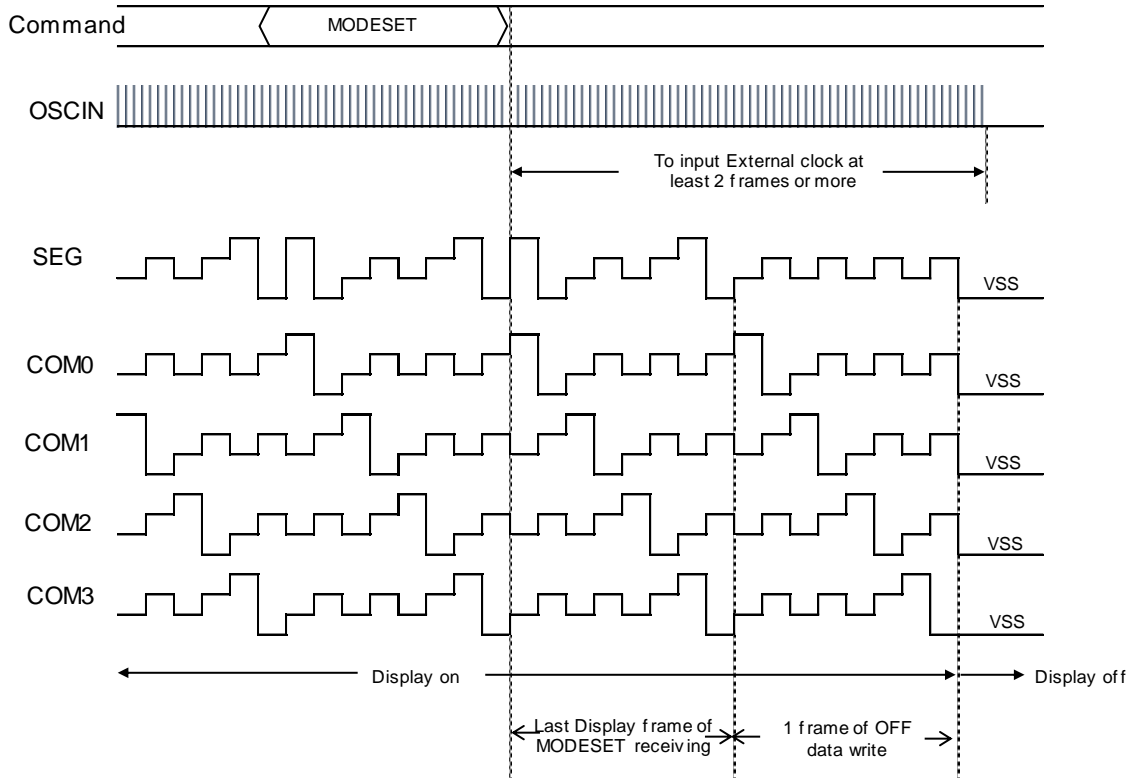 Command
MODESET
OSCIN
To input External clock at
least 2 frames or more
SEG
VSS
COM0
VSS
COM1
VSS
COM2
VSS
COM3
VSS
Display on
Display off
Last Display frame of
MODESET receiving
1 frame of OFF
data write